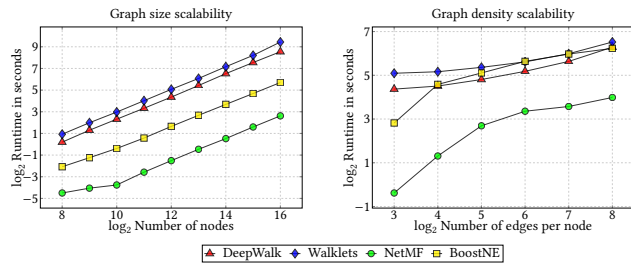 Graph size scalability
log2 Runtime in seconds
9
7
5
3
1
−1
−3
−5
8 10 12 14 16
log2 Number of nodes
Graph density scalability
log2 Runtime in seconds
7
5
3
1
−1
3 4 5 6 7 8
log2 Number of edges per node
DeepWalk Walklets NetMF BoostNE